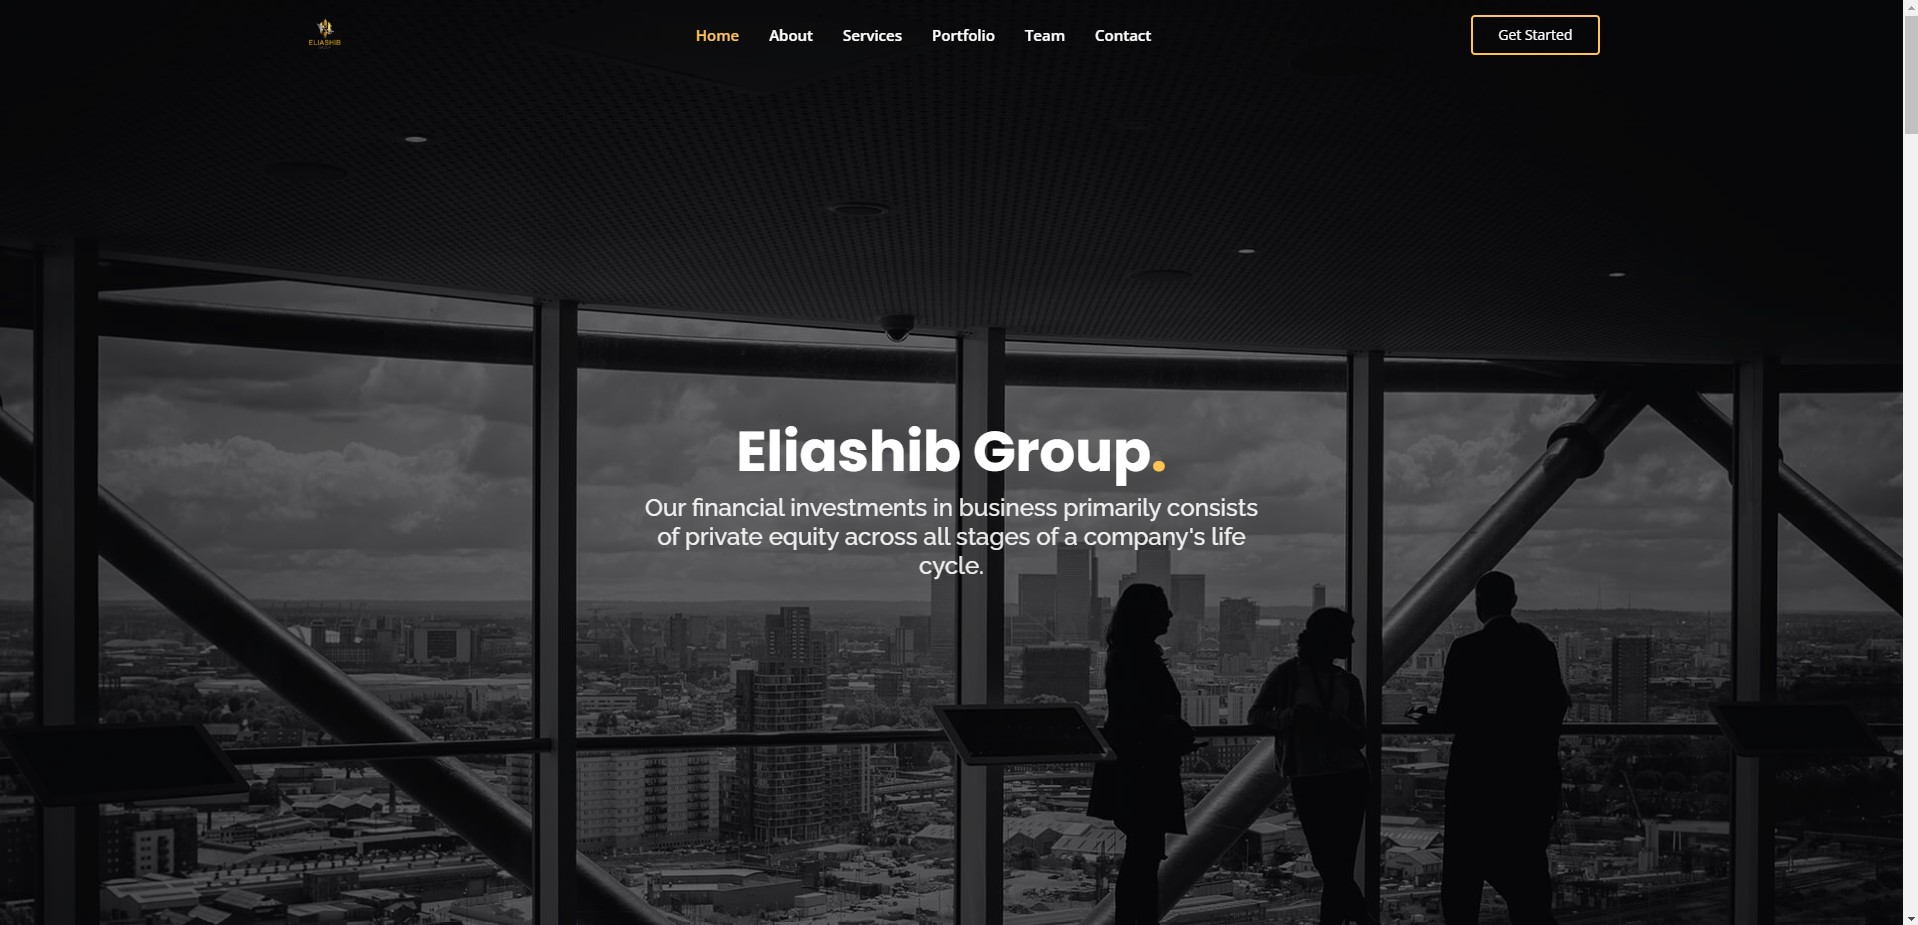 ELIASHIB
Home
About
Services
Portfolio
Team
Contact
Get Started
Eliashib Group.
Our financial investments in business primarily consists
of private equity across all stages of a company's life
cycle.